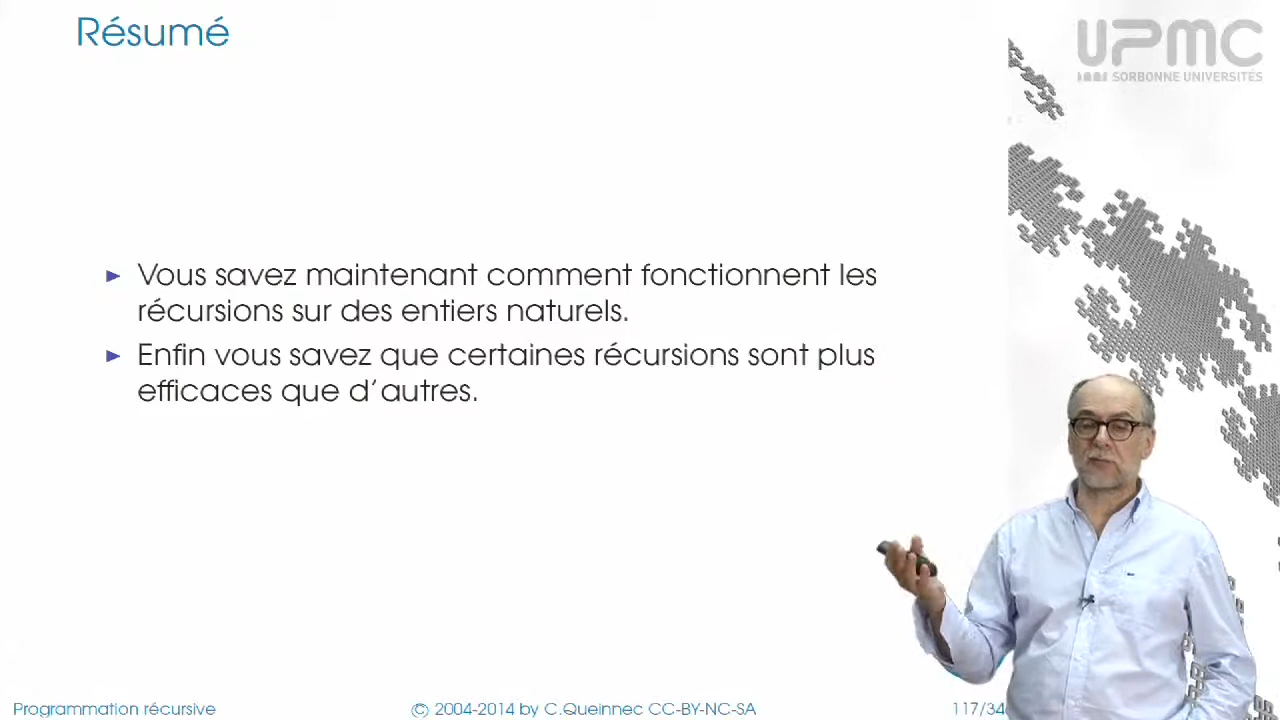 Résumé
UPMC
SORBONNE UNIVERSITÉS
► Vous savez maintenant comment fonctionnent les
récursions sur des entiers naturels.
► Enfin vous savez que certaines récursions sont plus
efficaces que d'autres.
Programmation récursive
© 2004-2014 by C.Queinnec CC-BY-NC-SA
117/34